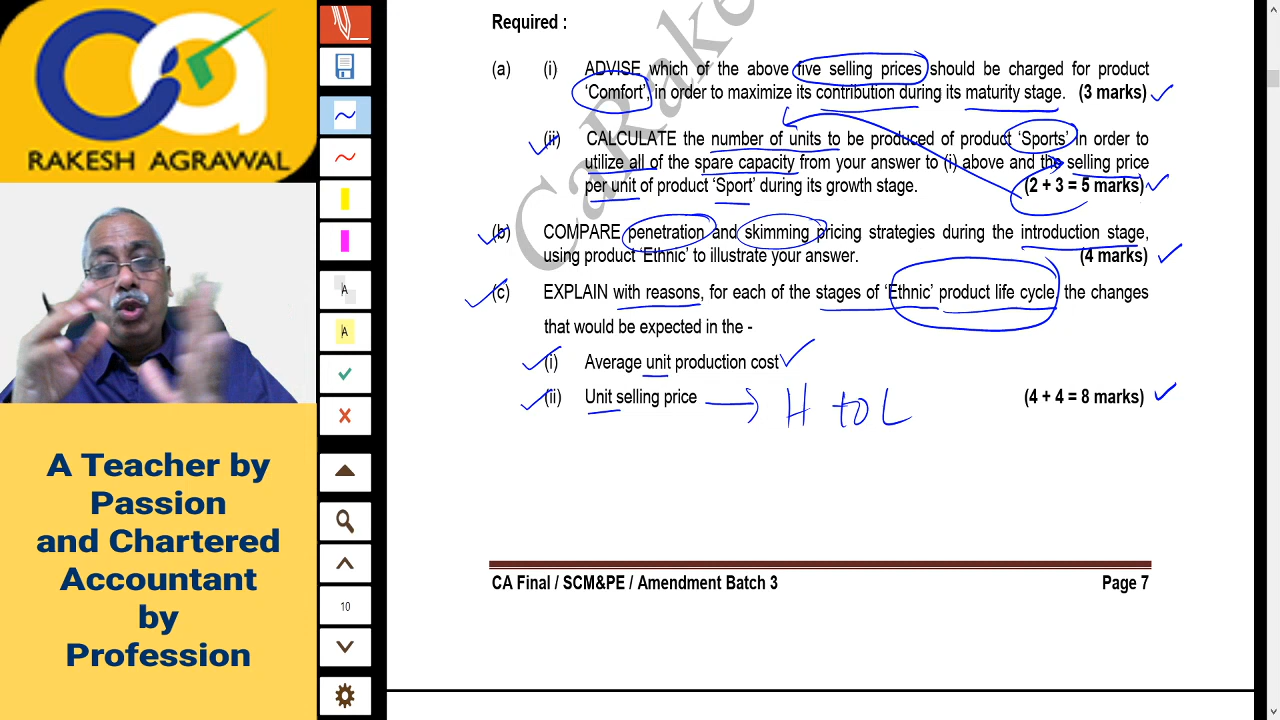 CA
RAKESH AGRAWAL
A Teacher by
Passion
and Chartered
Accountant
by
Profession
A
A
10
CaRake
Required :
(a) (i) ADVISE which of the above five selling prices should be charged for product
‘Comfort’, in order to maximize its contribution during its maturity stage. (3 marks)
(ii) CALCULATE the number of units to be produced of product ‘Sports’ in order to
utilize all of the spare capacity from your answer to (i) above and the selling price
per unit of product ‘Sport’ during its growth stage. (2 + 3 = 5 marks)
(b) COMPARE penetration and skimming pricing strategies during the introduction stage,
using product ‘Ethnic’ to illustrate your answer. (4 marks)
(c) EXPLAIN with reasons, for each of the stages of ‘Ethnic’ product life cycle, the changes
that would be expected in the -
(i) Average unit production cost
(ii) Unit selling price → H to L (4 + 4 = 8 marks)
CA Final / SCM&PE / Amendment Batch 3 Page 7